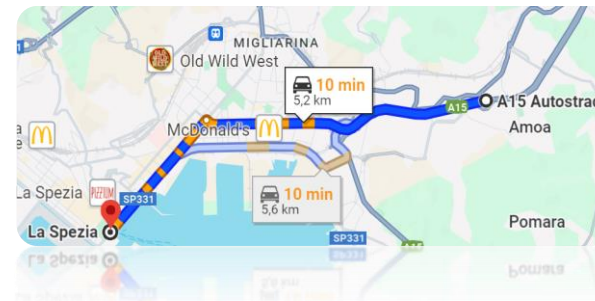 MIGLIARINA
Old Wild West
10 min
5,2 km
A15
A15 Autostrad
Amoa
McDonald's
10 min
5,6 km
La Spezia
SP331
La Spezia
Pomara
SP331
A15